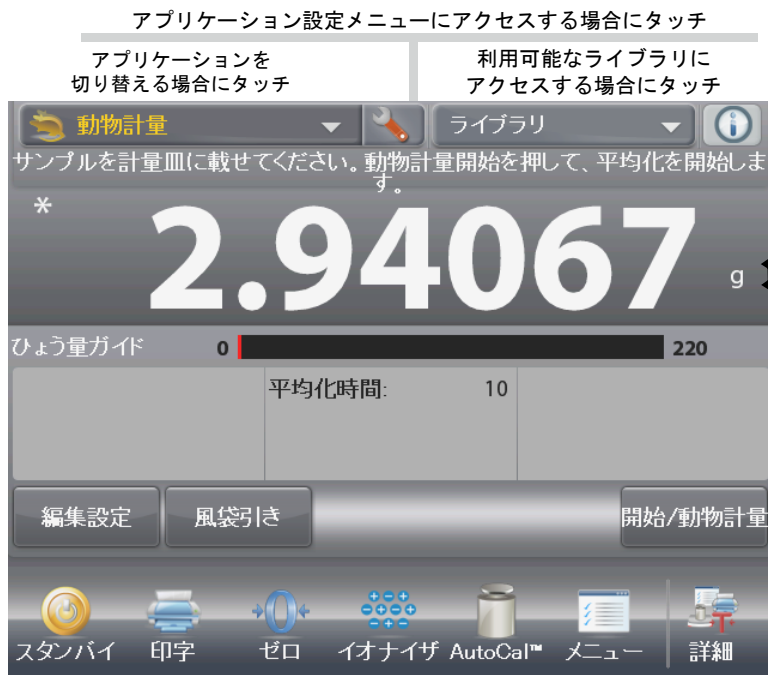 アプリケーション設定メニューにアクセスする場合にタッチ
アプリケーションを
切り替える場合にタッチ
利用可能なライブラリに
アクセスする場合にタッチ
動物計量
ライブラリ
サンプルを計量皿に載せてください。動物計量開始を押して、平均化を開始しま
す。
*
2.94067 g
ひょう量ガイド 0 220
平均化時間: 10
編集設定 風袋引き 開始/動物計量
スタンバイ 印字 ゼロ イオナイザ AutoCal™ メニュー 詳細